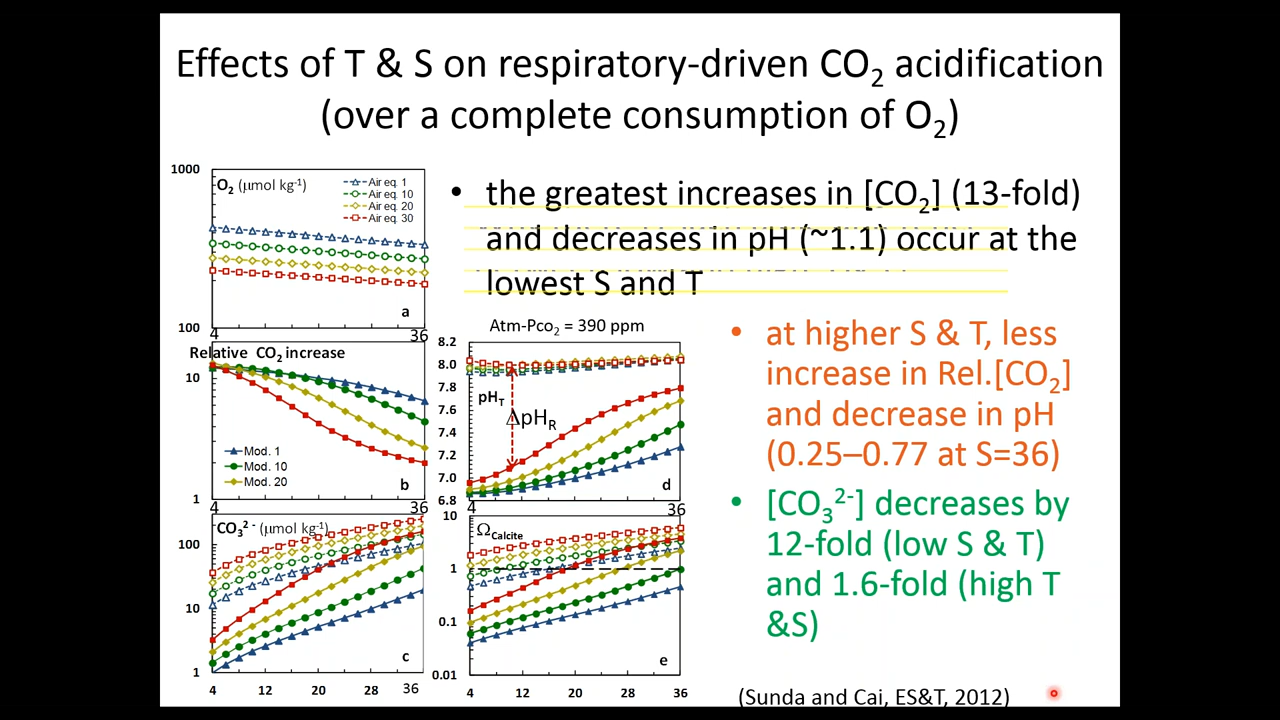 Effects of T & S on respiratory-driven CO₂ acidification
(over a complete consumption of O₂)
• the greatest increases in [CO₂] (13-fold)
and decreases in pH (~1.1) occur at the
lowest S and T
1000
O₂ (μmol kg⁻¹)
Air eq. 1
Air eq. 10
Air eq. 20
Air eq. 30
a
100
4
36
Atm-Pco₂ = 390 ppm
• at higher S & T, less
increase in Rel.[CO₂]
and decrease in pH
(0.25–0.77 at S=36)
• [CO₃²⁻] decreases by
12-fold (low S & T)
and 1.6-fold (high T
&S)
Relative CO₂ increase
10
Mod. 1
Mod. 10
Mod. 20
b
1
4
36
8.2
8.0
7.8
7.6
7.4
7.2
7.0
6.8
pH_T
ΔpH_R
d
4
36
CO₃²⁻ (μmol kg⁻¹)
100
10
1
c
4
12
20
28
36
10
1
0.1
0.01
Ω_Calcite
e
4
12
20
28
36
(Sunda and Cai, ES&T, 2012)